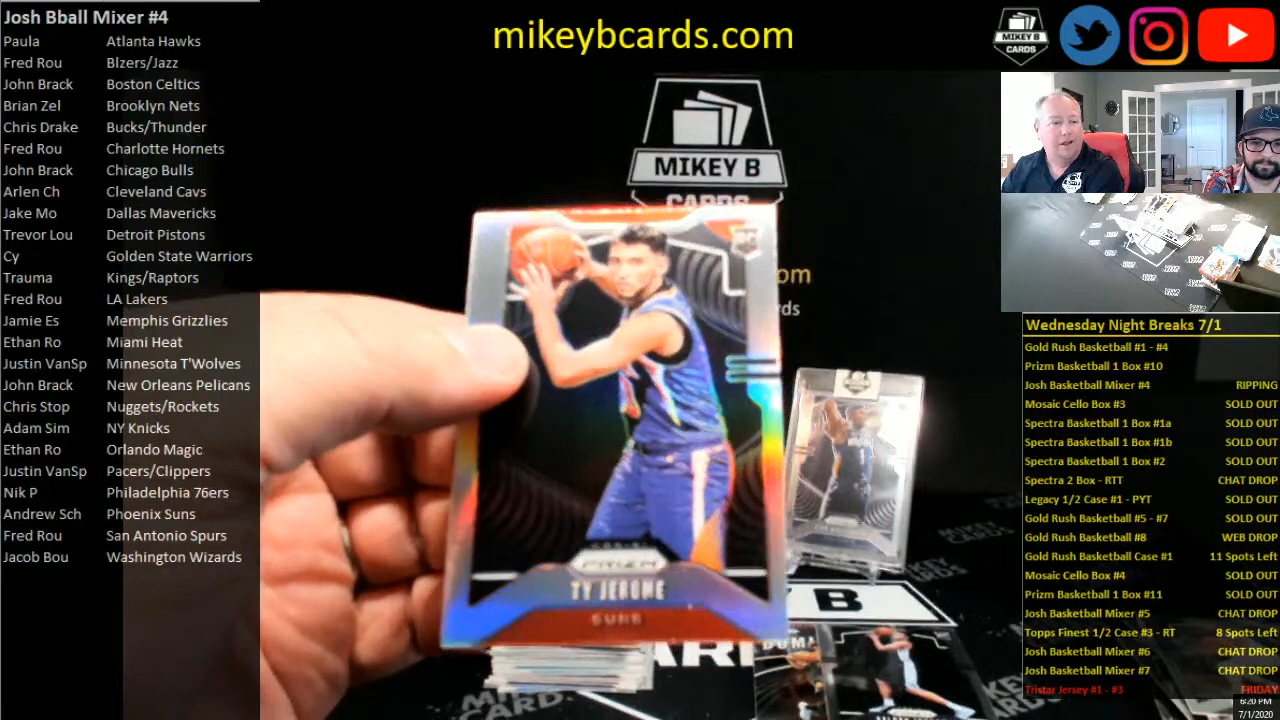 Josh Bball Mixer #4
Paula Atlanta Hawks
Fred Rou Blzers/Jazz
John Brack Boston Celtics
Brian Zel Brooklyn Nets
Chris Drake Bucks/Thunder
Fred Rou Charlotte Hornets
John Brack Chicago Bulls
Arlen Ch Cleveland Cavs
Jake Mo Dallas Mavericks
Trevor Lou Detroit Pistons
Cy Golden State Warriors
Trauma Kings/Raptors
Fred Rou LA Lakers
Jamie Es Memphis Grizzlies
Ethan Ro Miami Heat
Justin VanSp Minnesota T'Wolves
John Brack New Orleans Pelicans
Chris Stop Nuggets/Rockets
Adam Sim NY Knicks
Ethan Ro Orlando Magic
Justin VanSp Pacers/Clippers
Nik P Philadelphia 76ers
Andrew Sch Phoenix Suns
Fred Rou San Antonio Spurs
Jacob Bou Washington Wizards
mikeybcards.com
MIKEY B
CARDS
MIKEY B
CARDS
om
rds
RC
PRIZM
TY JEROME
SUNS
B
Wednesday Night Breaks 7/1
Gold Rush Basketball #1 - #4
Prizm Basketball 1 Box #10
Josh Basketball Mixer #4 RIPPING
Mosaic Cello Box #3 SOLD OUT
Spectra Basketball 1 Box #1a SOLD OUT
Spectra Basketball 1 Box #1b SOLD OUT
Spectra Basketball 1 Box #2 SOLD OUT
Spectra 2 Box - RTT CHAT DROP
Legacy 1/2 Case #1 - PYT SOLD OUT
Gold Rush Basketball #5 - #7 SOLD OUT
Gold Rush Basketball #8 WEB DROP
Gold Rush Basketball Case #1 11 Spots Left
Mosaic Cello Box #4 SOLD OUT
Prizm Basketball 1 Box #11 SOLD OUT
Josh Basketball Mixer #5 CHAT DROP
Topps Finest 1/2 Case #3 - RT 8 Spots Left
Josh Basketball Mixer #6 CHAT DROP
Josh Basketball Mixer #7 CHAT DROP
Tristar Jersey #1 - #3 FRIDAY
6:20 PM
7/1/2020